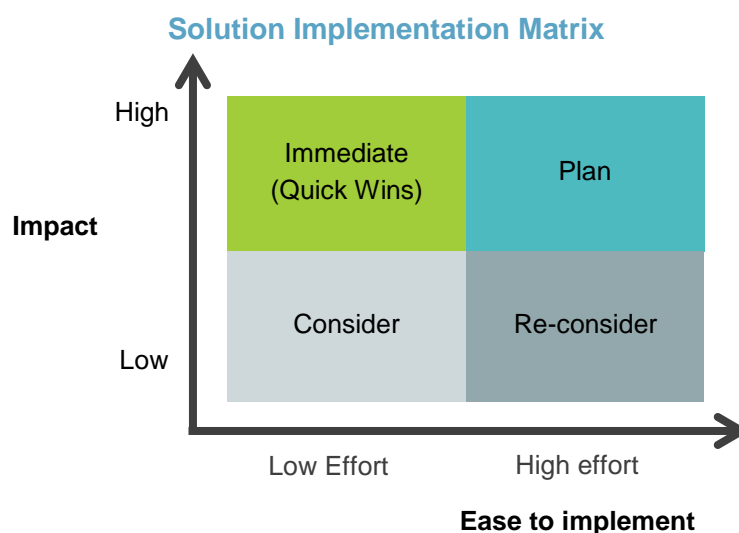 Solution Implementation Matrix
High
Immediate
(Quick Wins)
Plan
Impact
Consider
Re-consider
Low
Low Effort
High effort
Ease to implement